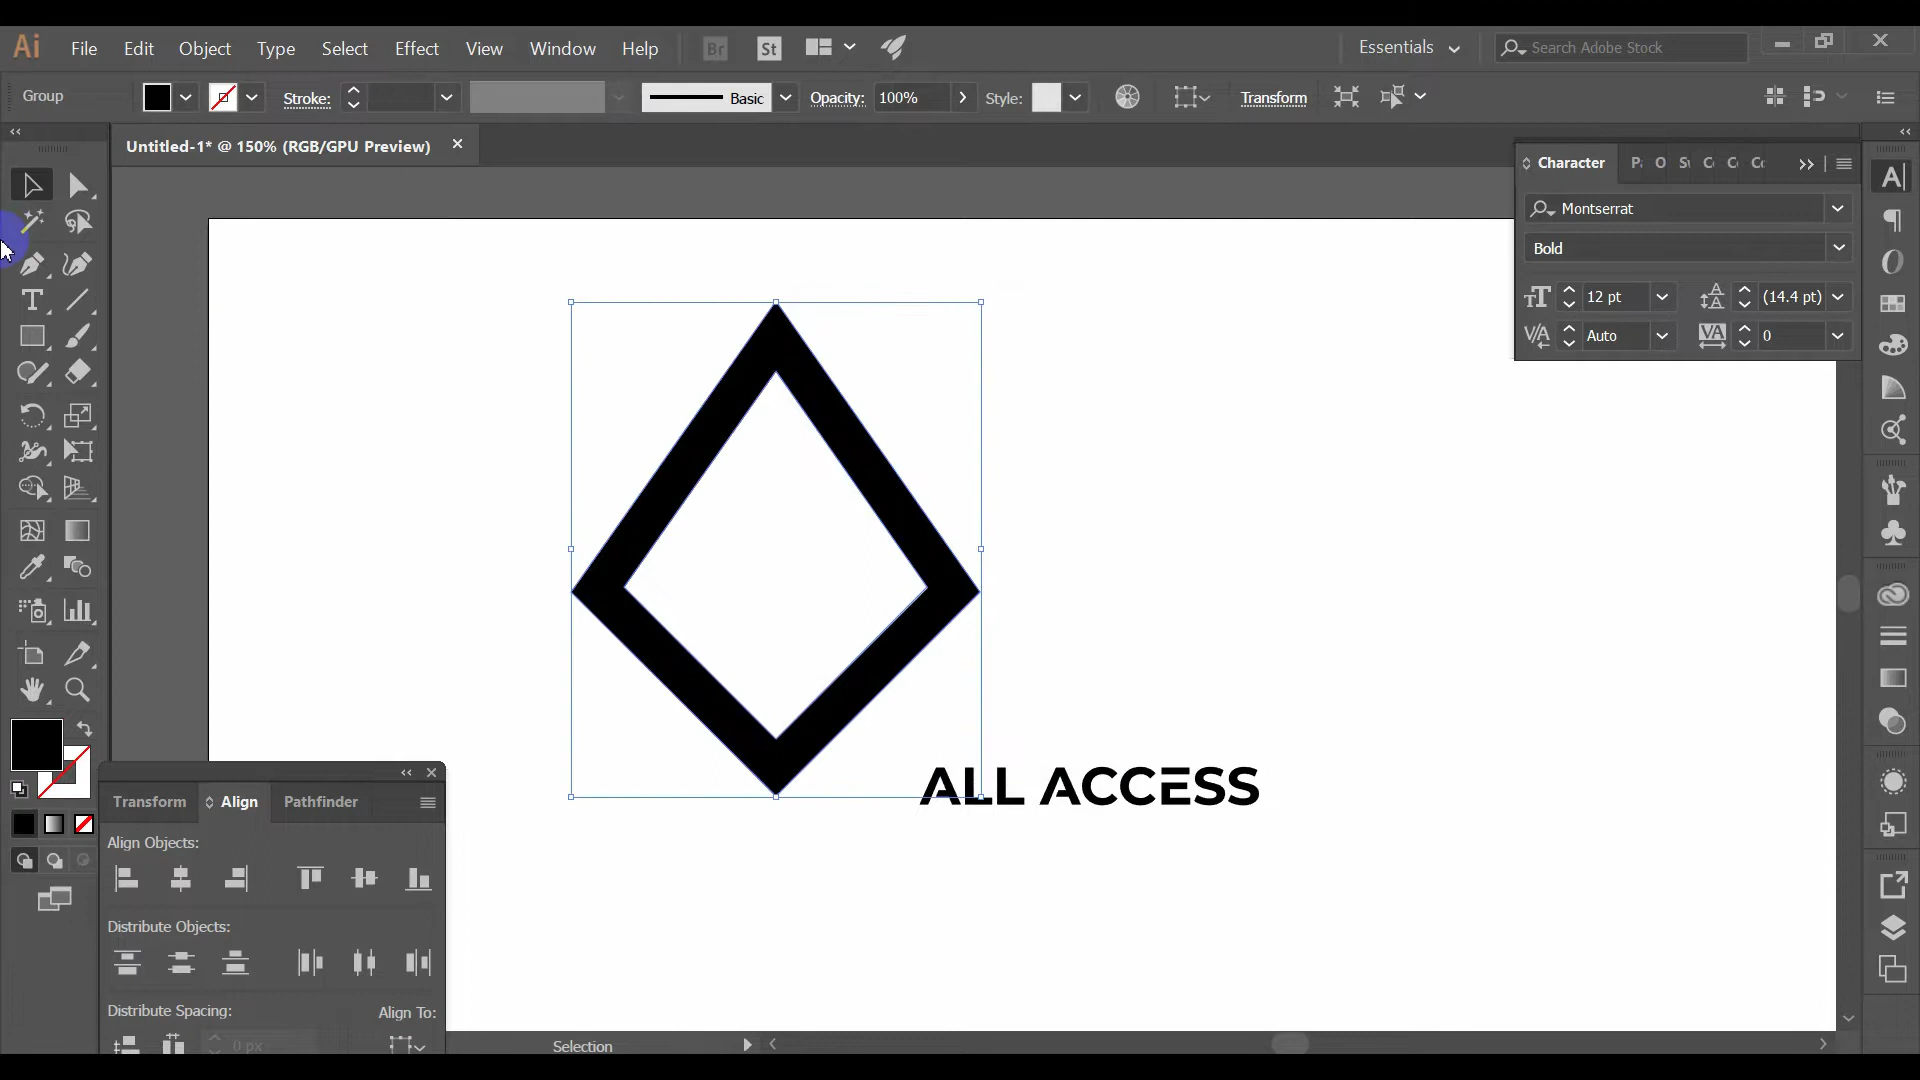 Ai File Edit Object Type Select Effect View Window Help Br St Essentials Search Adobe Stock
Group Stroke: Basic Opacity: 100% Style: Transform
Untitled-1* @ 150% (RGB/GPU Preview)
Character
Montserrat
Bold
12 pt (14.4 pt)
Auto 0
ALL ACCESS
Transform Align Pathfinder
Align Objects:
Distribute Objects:
Distribute Spacing: Align To:
0 px
Selection